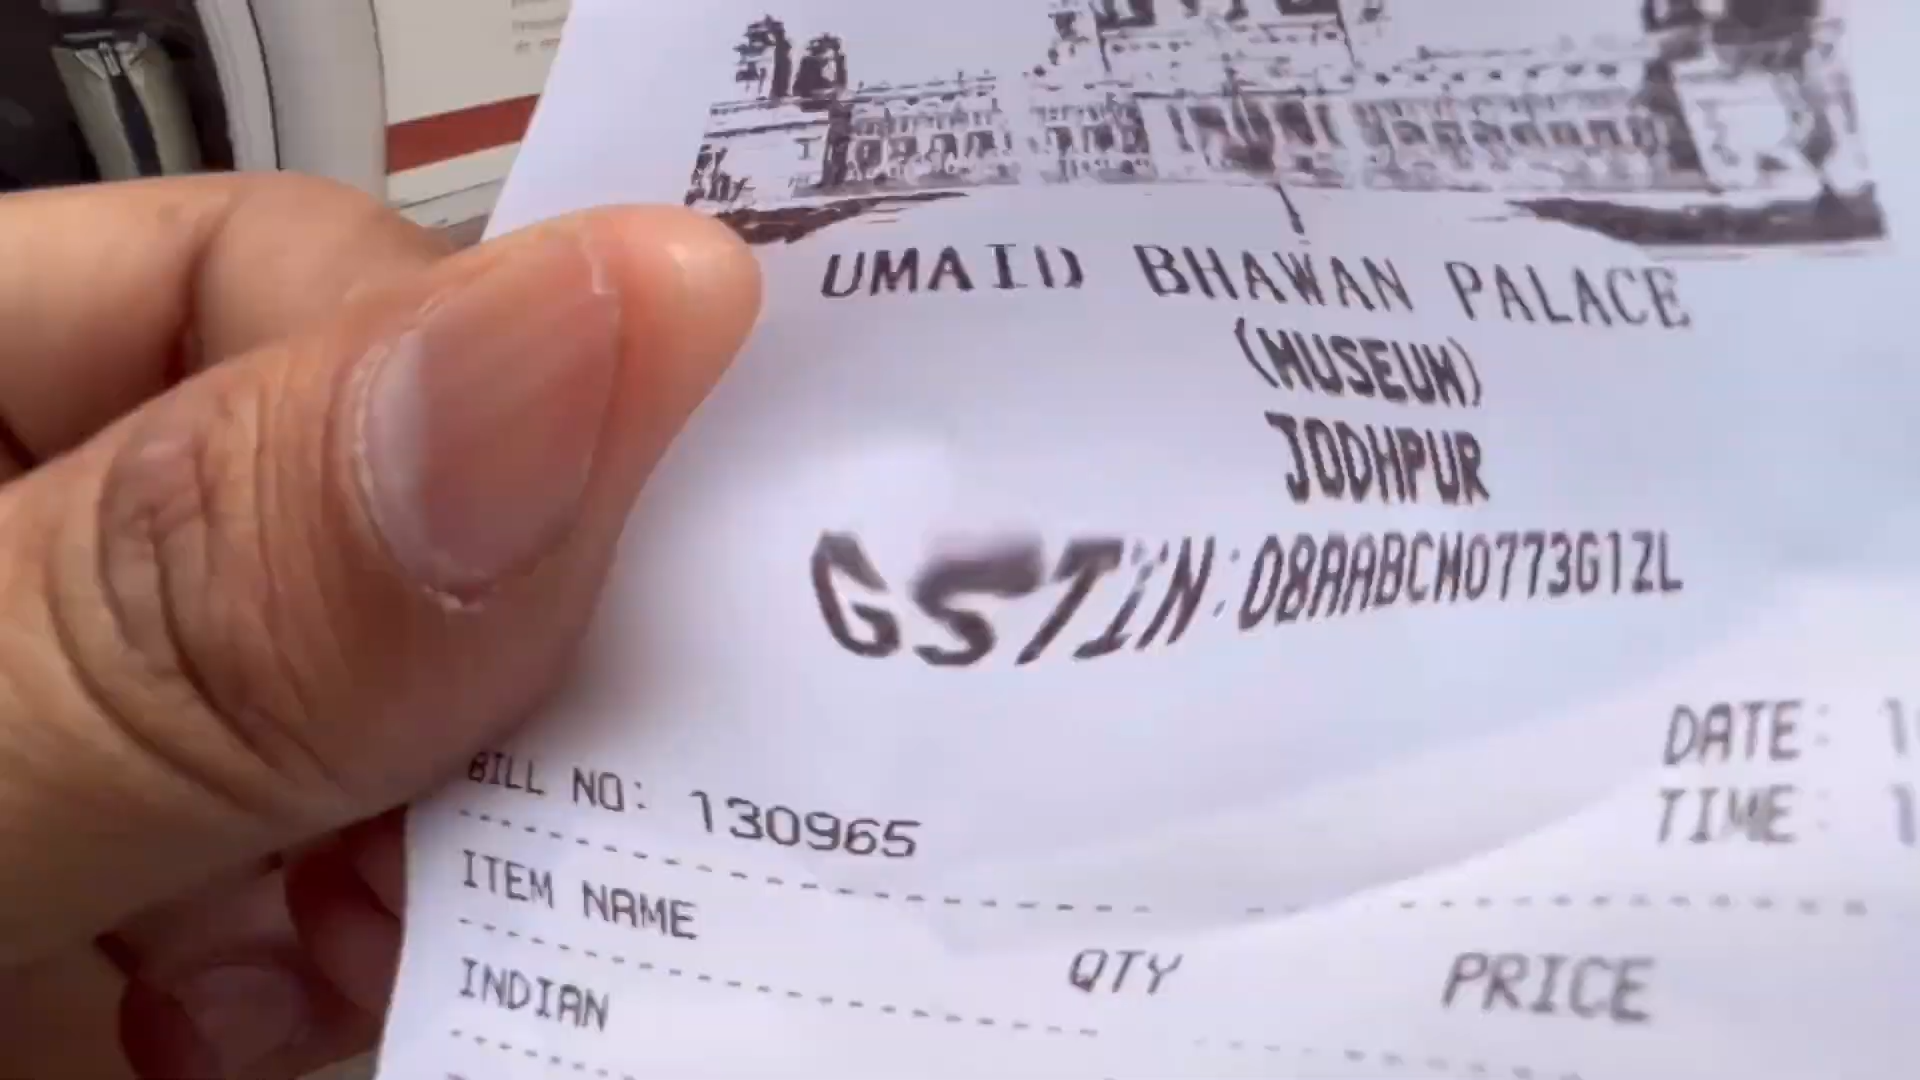 UMAID BHAWAN PALACE
(MUSEUM)
JODHPUR
GSTIN:08AABCM0773G1ZL
BILL NO: 130965
DATE:
TIME:
ITEM NAME QTY PRICE
INDIAN